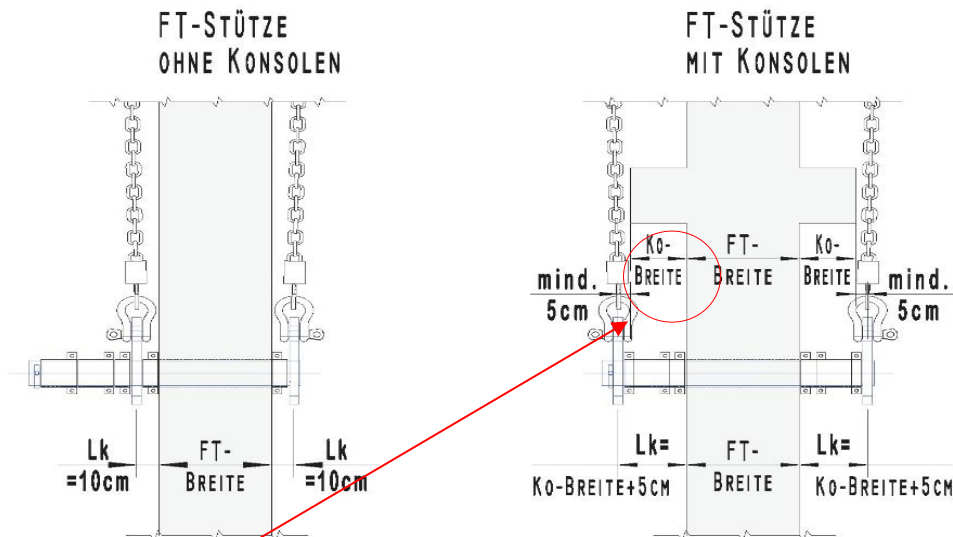 FT-STÜTZE
OHNE KONSOLEN
Lk
=10cm
FT-
BREITE
Lk
=10cm
FT-STÜTZE
MIT KONSOLEN
KO-
BREITE
FT-
BREITE
KO-
BREITE
mind.
5cm
mind.
5cm
Lk=
KO-BREITE+5CM
FT-
BREITE
Lk=
KO-BREITE+5CM